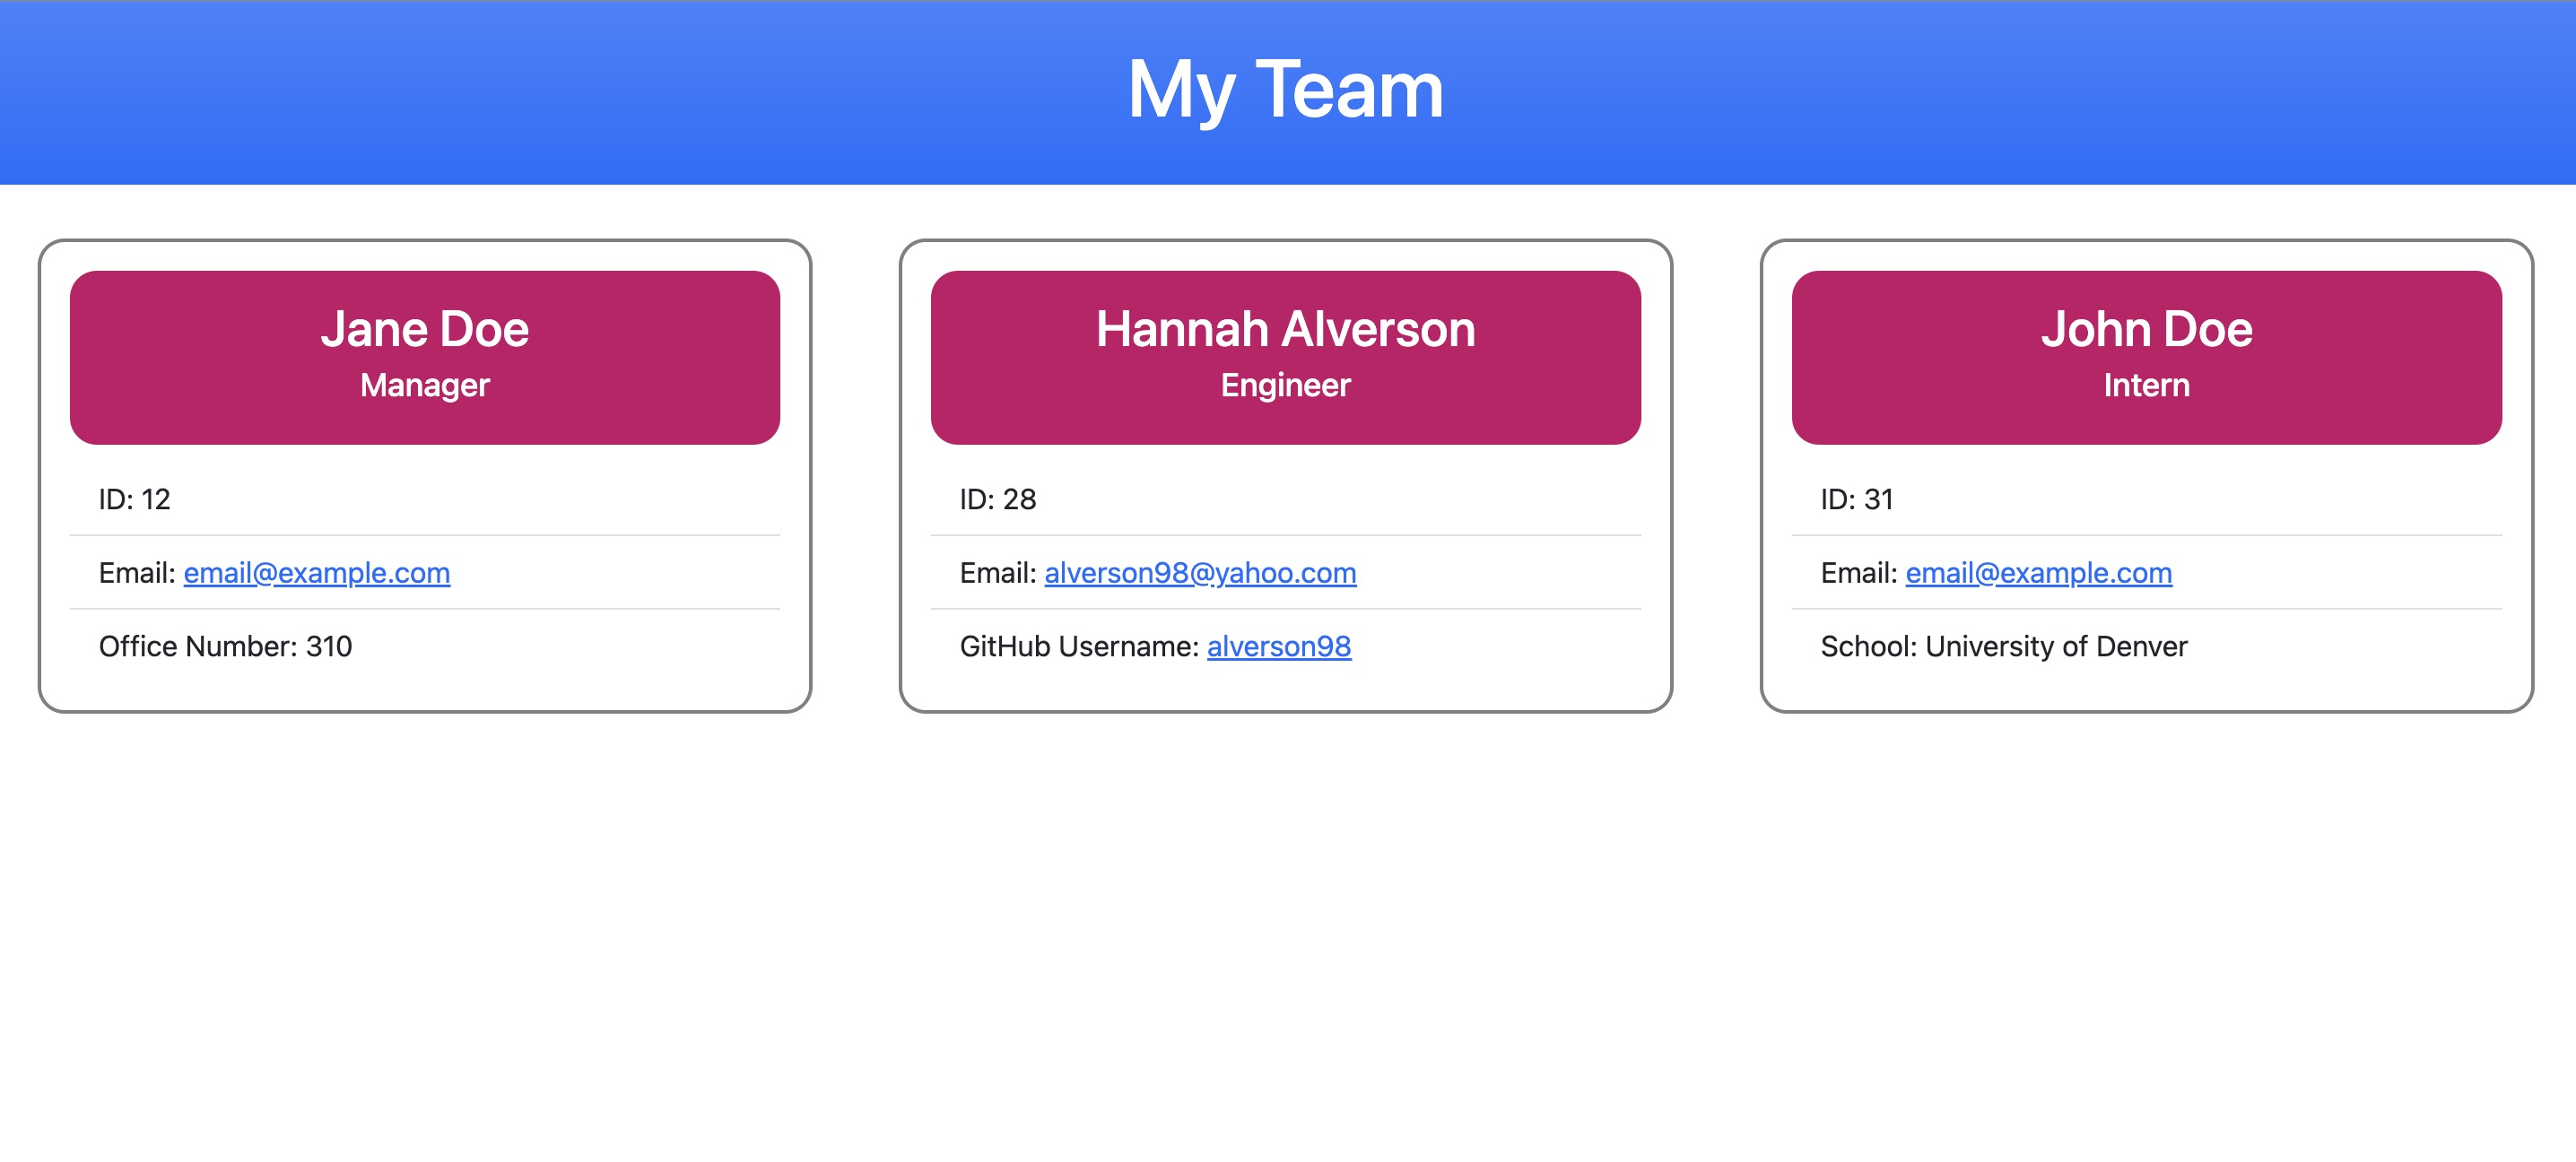 My Team
Jane Doe
Manager
ID: 12
Email: email@example.com
Office Number: 310
Hannah Alverson
Engineer
ID: 28
Email: alverson98@yahoo.com
GitHub Username: alverson98
John Doe
Intern
ID: 31
Email: email@example.com
School: University of Denver